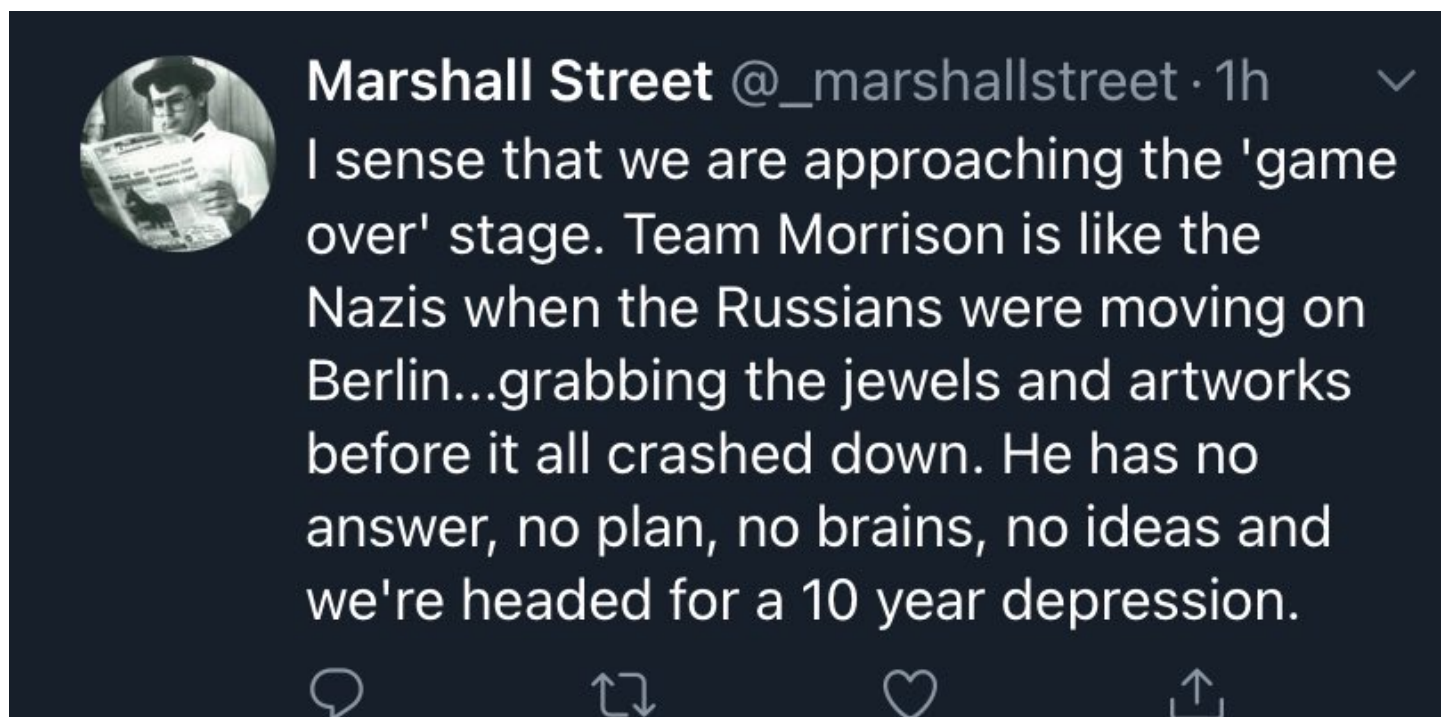 Marshall Street @_marshallstreet · 1h
I sense that we are approaching the 'game
over' stage. Team Morrison is like the
Nazis when the Russians were moving on
Berlin...grabbing the jewels and artworks
before it all crashed down. He has no
answer, no plan, no brains, no ideas and
we're headed for a 10 year depression.